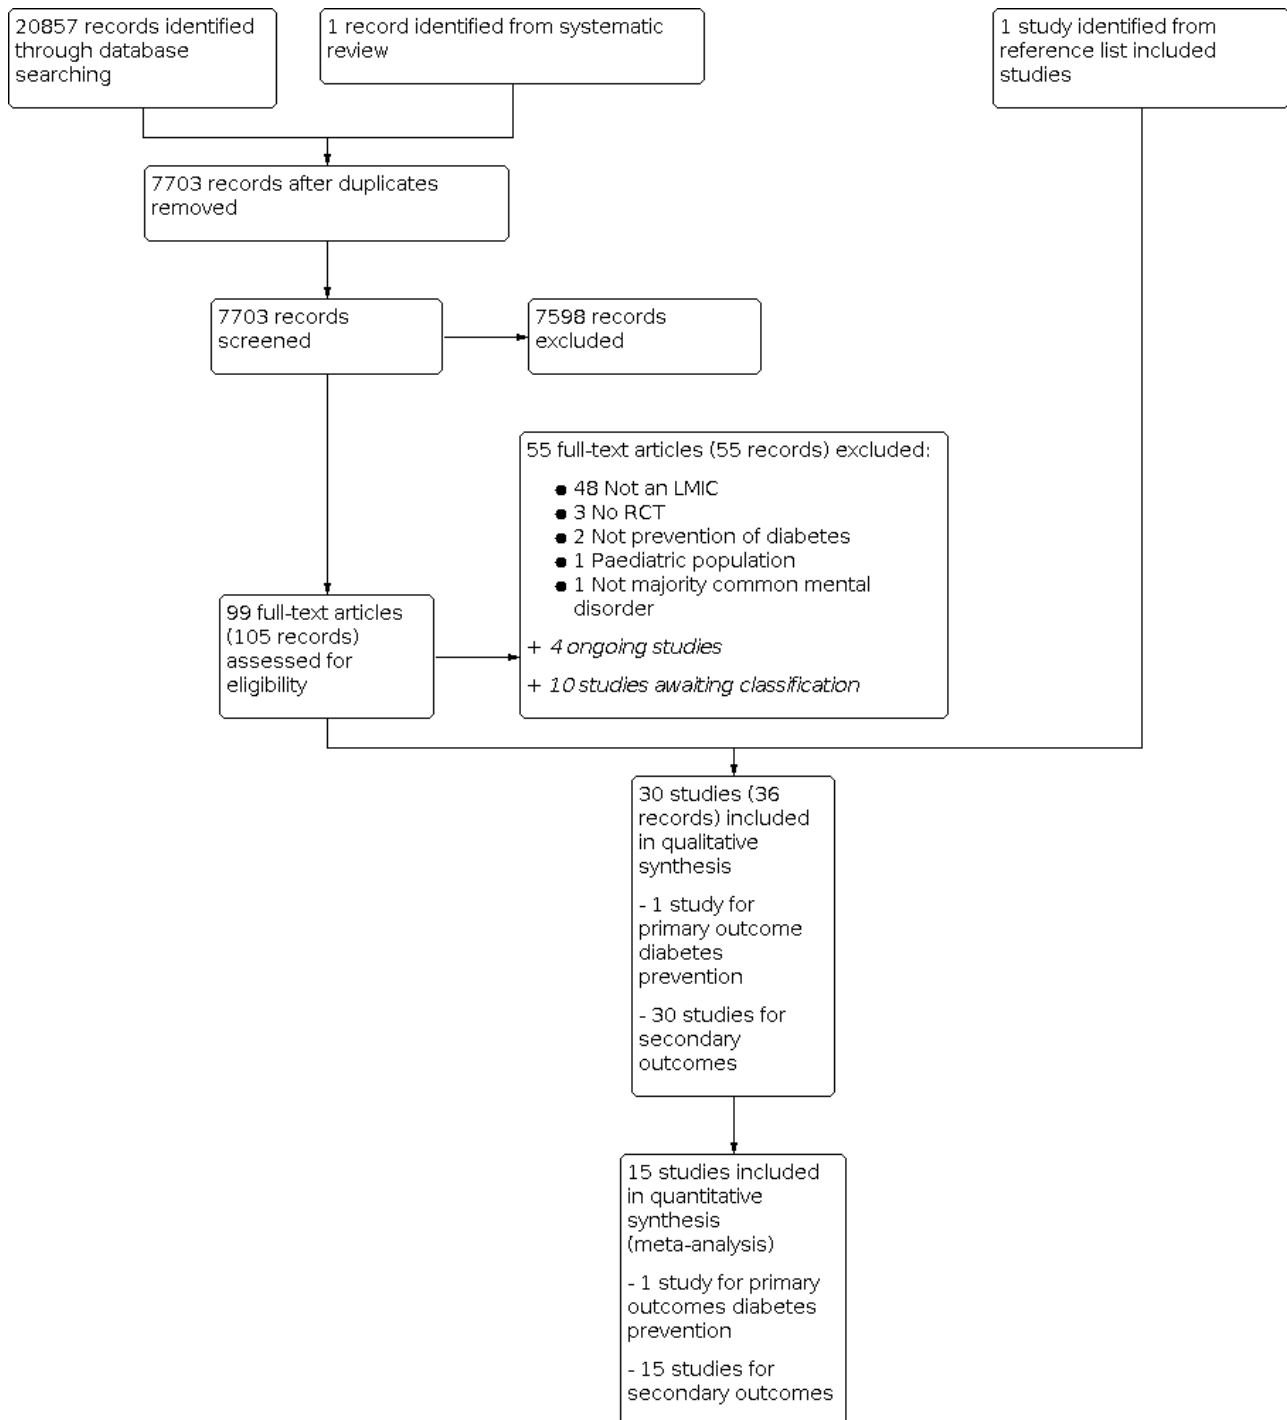 20857 records identified
through database
searching
1 record identified from systematic
review
1 study identified from
reference list included
studies
7703 records after duplicates
removed
7703 records
screened
7598 records
excluded
55 full-text articles (55 records) excluded:
● 48 Not an LMIC
● 3 No RCT
● 2 Not prevention of diabetes
● 1 Paediatric population
● 1 Not majority common mental
disorder
+ 4 ongoing studies
+ 10 studies awaiting classification
99 full-text articles
(105 records)
assessed for
eligibility
30 studies (36
records) included
in qualitative
synthesis
- 1 study for
primary outcome
diabetes
prevention
- 30 studies for
secondary
outcomes
15 studies included
in quantitative
synthesis
(meta-analysis)
- 1 study for primary
outcomes diabetes
prevention
- 15 studies for
secondary outcomes